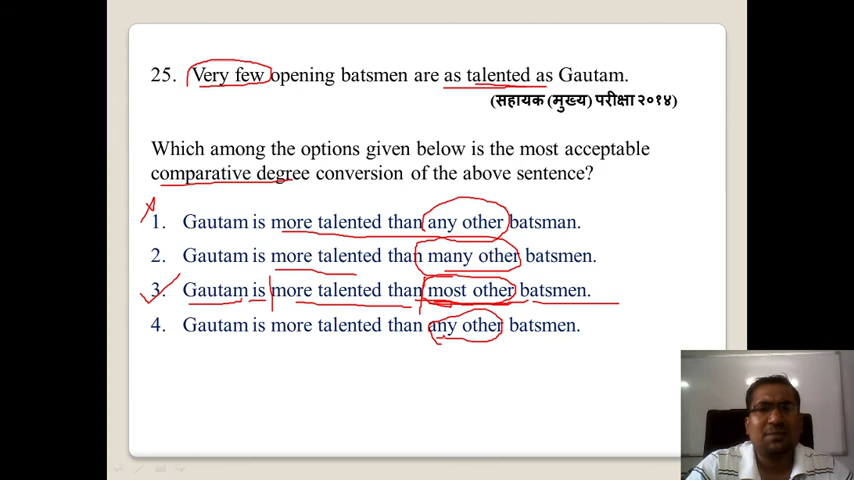 25. Very few opening batsmen are as talented as Gautam.
(सहायक (मुख्य) परीक्षा २०१४)
Which among the options given below is the most acceptable
comparative degree conversion of the above sentence?
1. Gautam is more talented than any other batsman.
2. Gautam is more talented than many other batsmen.
3. Gautam is more talented than most other batsmen.
4. Gautam is more talented than any other batsmen.